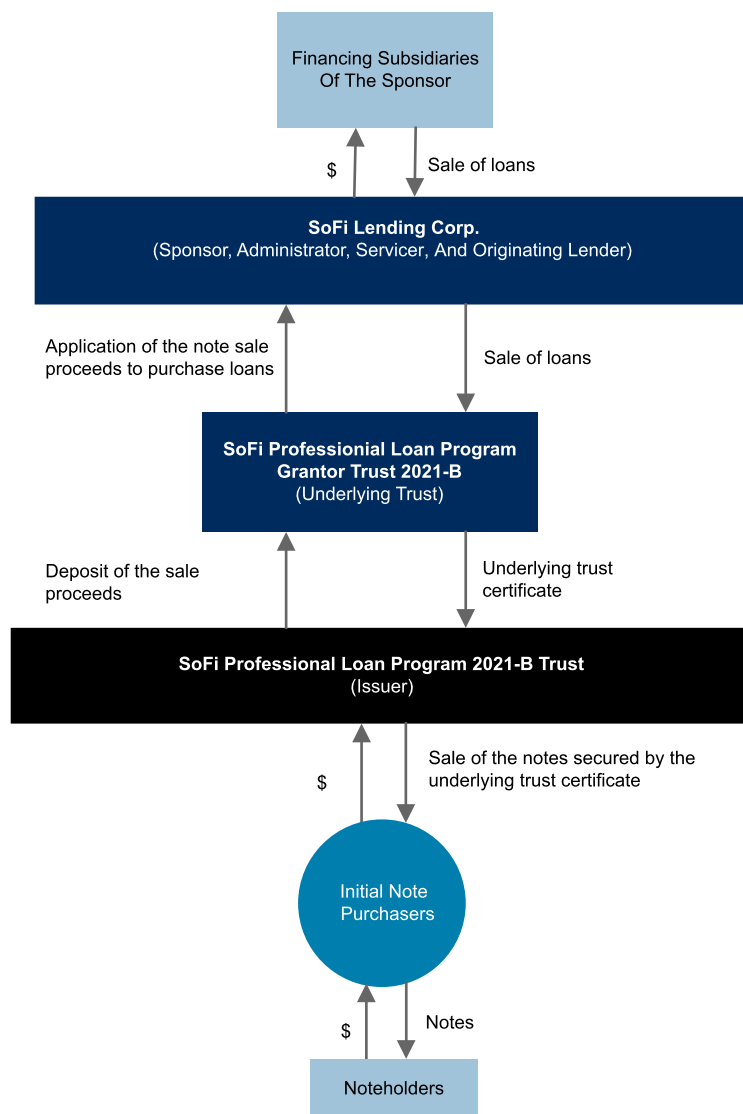 Financing Subsidiaries
Of The Sponsor
$
Sale of loans
SoFi Lending Corp.
(Sponsor, Administrator, Servicer, And Originating Lender)
Application of the note sale
proceeds to purchase loans
Sale of loans
SoFi Professionial Loan Program
Grantor Trust 2021-B
(Underlying Trust)
Deposit of the sale
proceeds
Underlying trust
certificate
SoFi Professional Loan Program 2021-B Trust
(Issuer)
$
Sale of the notes secured by the
underlying trust certificate
Initial Note
Purchasers
$
Notes
Noteholders